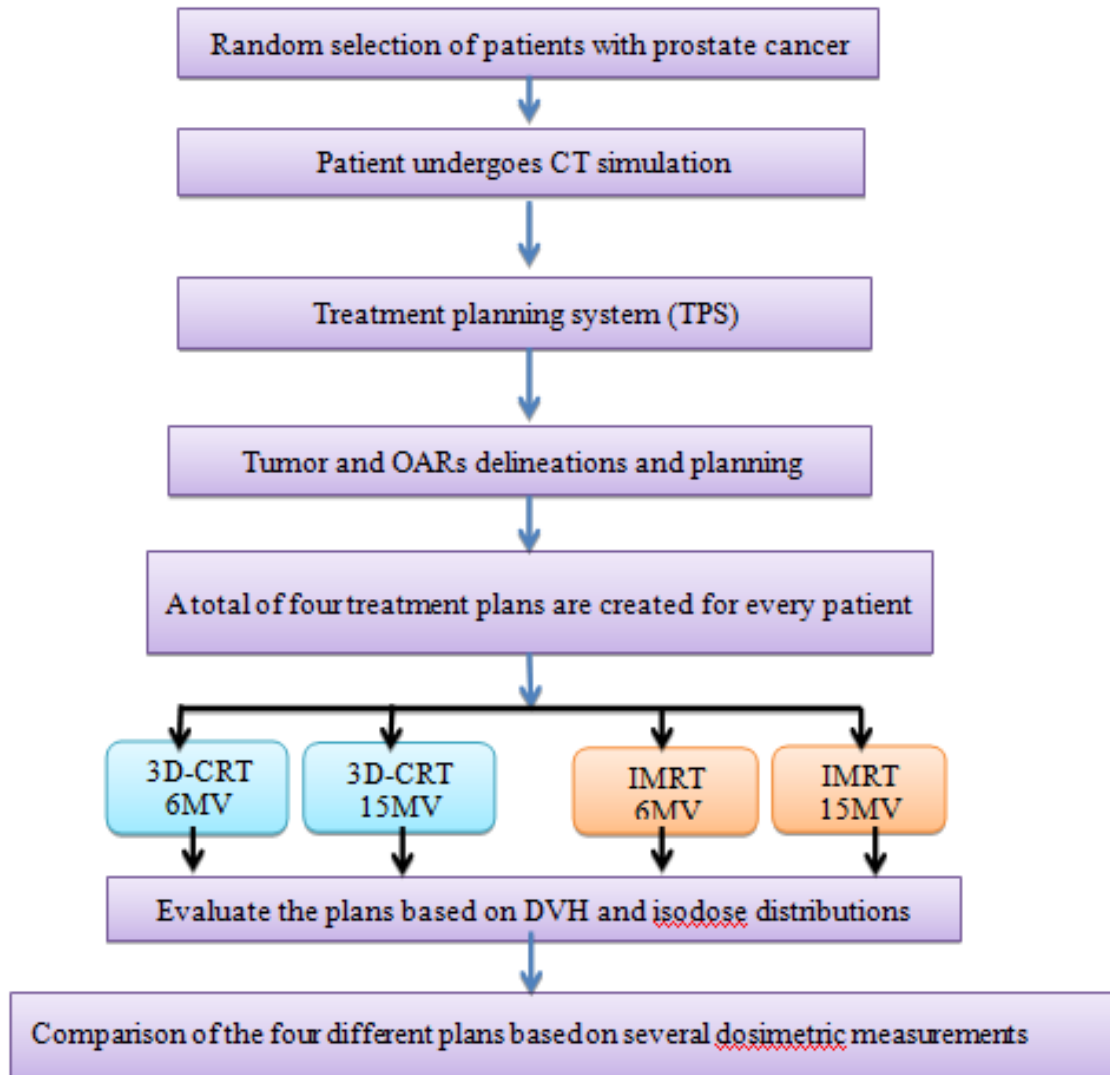 Random selection of patients with prostate cancer
Patient undergoes CT simulation
Treatment planning system (TPS)
Tumor and OARs delineations and planning
A total of four treatment plans are created for every patient
3D-CRT
6MV
3D-CRT
15MV
IMRT
6MV
IMRT
15MV
Evaluate the plans based on DVH and isodose distributions
Comparison of the four different plans based on several dosimetric measurements